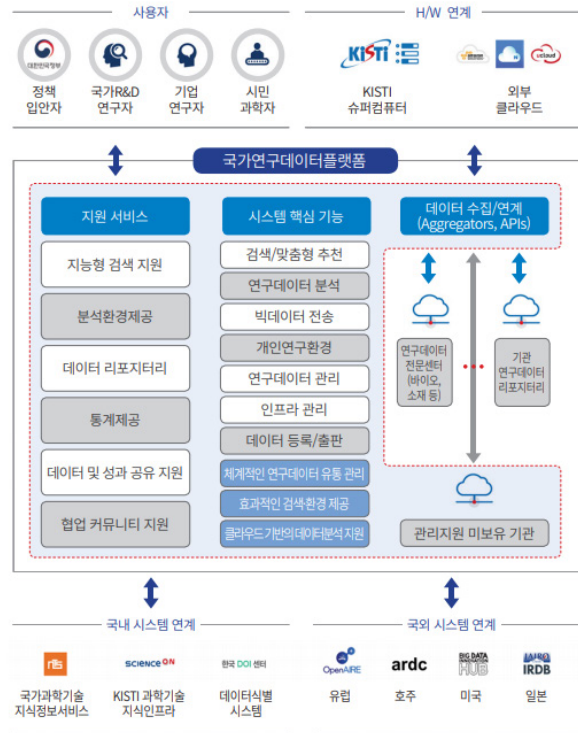 사용자
H/W 연계
대한민국정부
KiSTi
ucloud
정책
입안자
국가R&D
연구자
기업
연구자
시민
과학자
KISTI
슈퍼컴퓨터
외부
클라우드
국가연구데이터플랫폼
지원 서비스
지능형 검색 지원
분석환경제공
데이터 리포지터리
통계제공
데이터 및 성과 공유 지원
협업 커뮤니티 지원
시스템 핵심 기능
검색/맞춤형 추천
연구데이터 분석
빅데이터 전송
개인연구환경
연구데이터 관리
인프라 관리
데이터 등록/출판
체계적인 연구데이터 유통 관리
효과적인 검색·환경 제공
클라우드 기반의 데이터분석 지원
데이터 수집/연계
(Aggregators, APIs)
연구데이터
전문센터
(바이오,
소재 등)
기관
연구데이터
리포지터리
관리지원 미보유 기관
국내 시스템 연계
국외 시스템 연계
ntis
SCIENCE ON
한국 DOI 센터
OpenAIRE
ardc
BIG DATA
HUB
IRDB
국가과학기술
지식정보서비스
KISTI 과학기술
지식인프라
데이터식별
시스템
유럽
호주
미국
일본